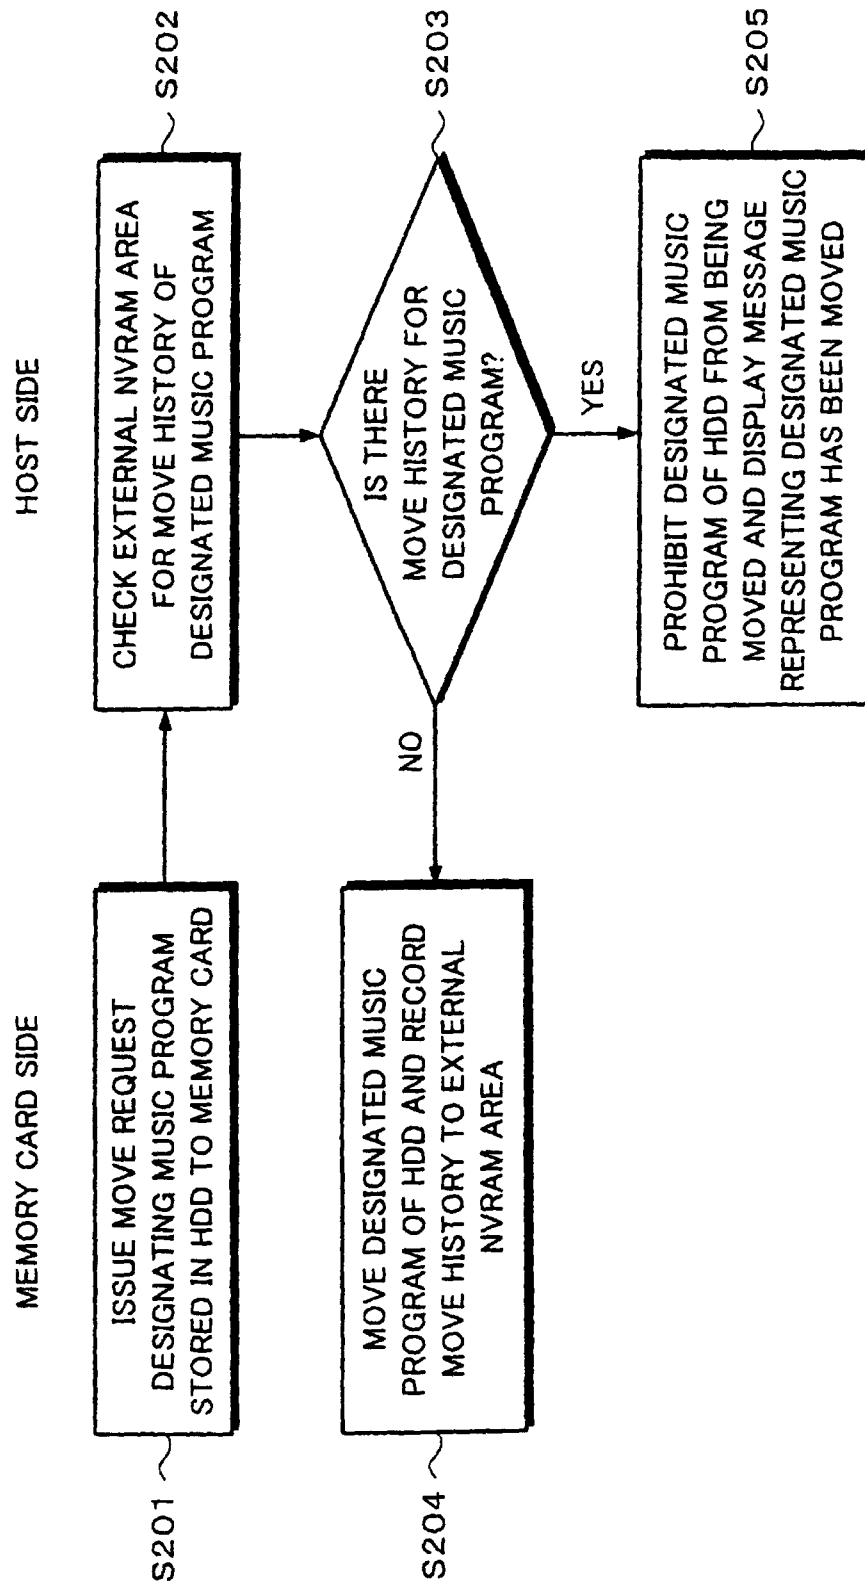 MEMORY CARD SIDE
HOST SIDE
S201
ISSUE MOVE REQUEST
DESIGNATING MUSIC PROGRAM
STORED IN HDD TO MEMORY CARD
CHECK EXTERNAL NVRAM AREA
FOR MOVE HISTORY OF
DESIGNATED MUSIC PROGRAM
S202
S204
MOVE DESIGNATED MUSIC
PROGRAM OF HDD AND RECORD
MOVE HISTORY TO EXTERNAL
NVRAM AREA
NO
IS THERE
MOVE HISTORY FOR
DESIGNATED MUSIC
PROGRAM?
S203
YES
PROHIBIT DESIGNATED MUSIC
PROGRAM OF HDD FROM BEING
MOVED AND DISPLAY MESSAGE
REPRESENTING DESIGNATED MUSIC
PROGRAM HAS BEEN MOVED
S205